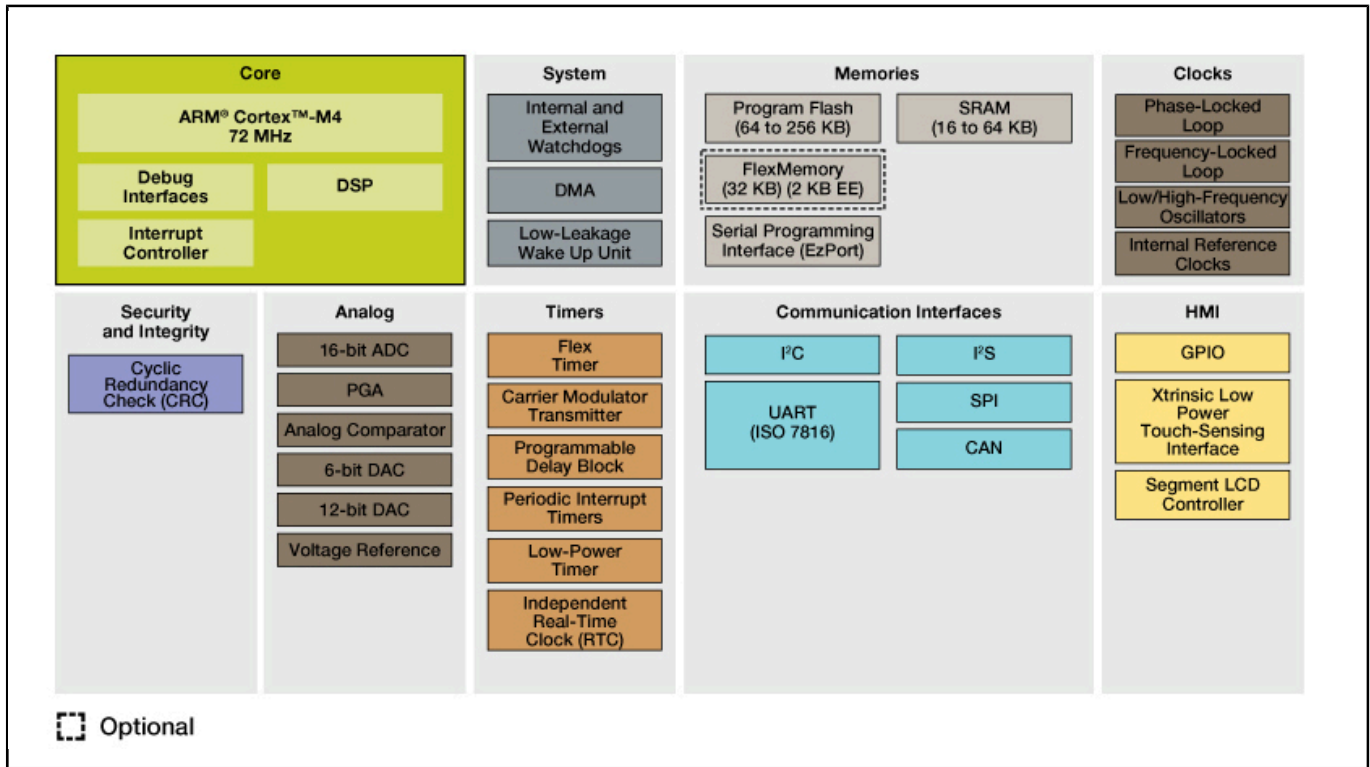 Core
ARM® Cortex™-M4
72 MHz
Debug
Interfaces
DSP
Interrupt
Controller
System
Internal and
External
Watchdogs
DMA
Low-Leakage
Wake Up Unit
Memories
Program Flash
(64 to 256 KB)
SRAM
(16 to 64 KB)
FlexMemory
(32 KB) (2 KB EE)
Serial Programming
Interface (EzPort)
Clocks
Phase-Locked
Loop
Frequency-Locked
Loop
Low/High-Frequency
Oscillators
Internal Reference
Clocks
Security
and Integrity
Cyclic
Redundancy
Check (CRC)
Analog
16-bit ADC
PGA
Analog Comparator
6-bit DAC
12-bit DAC
Voltage Reference
Timers
Flex
Timer
Carrier Modulator
Transmitter
Programmable
Delay Block
Periodic Interrupt
Timers
Low-Power
Timer
Independent
Real-Time
Clock (RTC)
Communication Interfaces
I²C
I²S
UART
(ISO 7816)
SPI
CAN
HMI
GPIO
Xtrinsic Low
Power
Touch-Sensing
Interface
Segment LCD
Controller
Optional